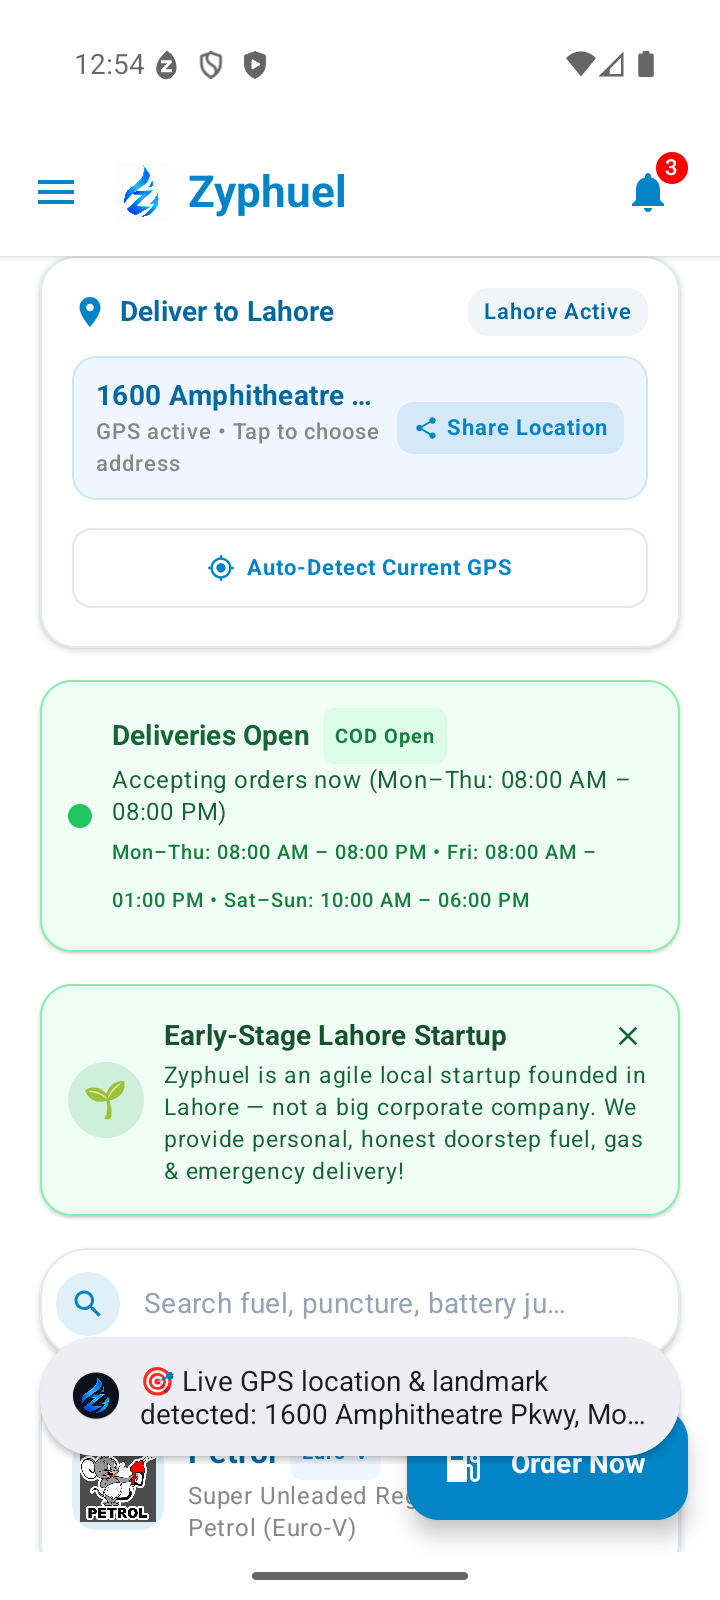 12:54
Zyphuel
3
Deliver to Lahore
Lahore Active
1600 Amphitheatre ...
GPS active • Tap to choose
address
Share Location
Auto-Detect Current GPS
Deliveries Open
COD Open
Accepting orders now (Mon–Thu: 08:00 AM –
08:00 PM)
Mon–Thu: 08:00 AM – 08:00 PM • Fri: 08:00 AM –
01:00 PM • Sat–Sun: 10:00 AM – 06:00 PM
Early-Stage Lahore Startup
Zyphuel is an agile local startup founded in
Lahore — not a big corporate company. We
provide personal, honest doorstep fuel, gas
& emergency delivery!
Search fuel, puncture, battery ju...
Live GPS location & landmark
detected: 1600 Amphitheatre Pkwy, Mo...
Petrol
Euro-V
Order Now
PETROL
Super Unleaded Reg
Petrol (Euro-V)